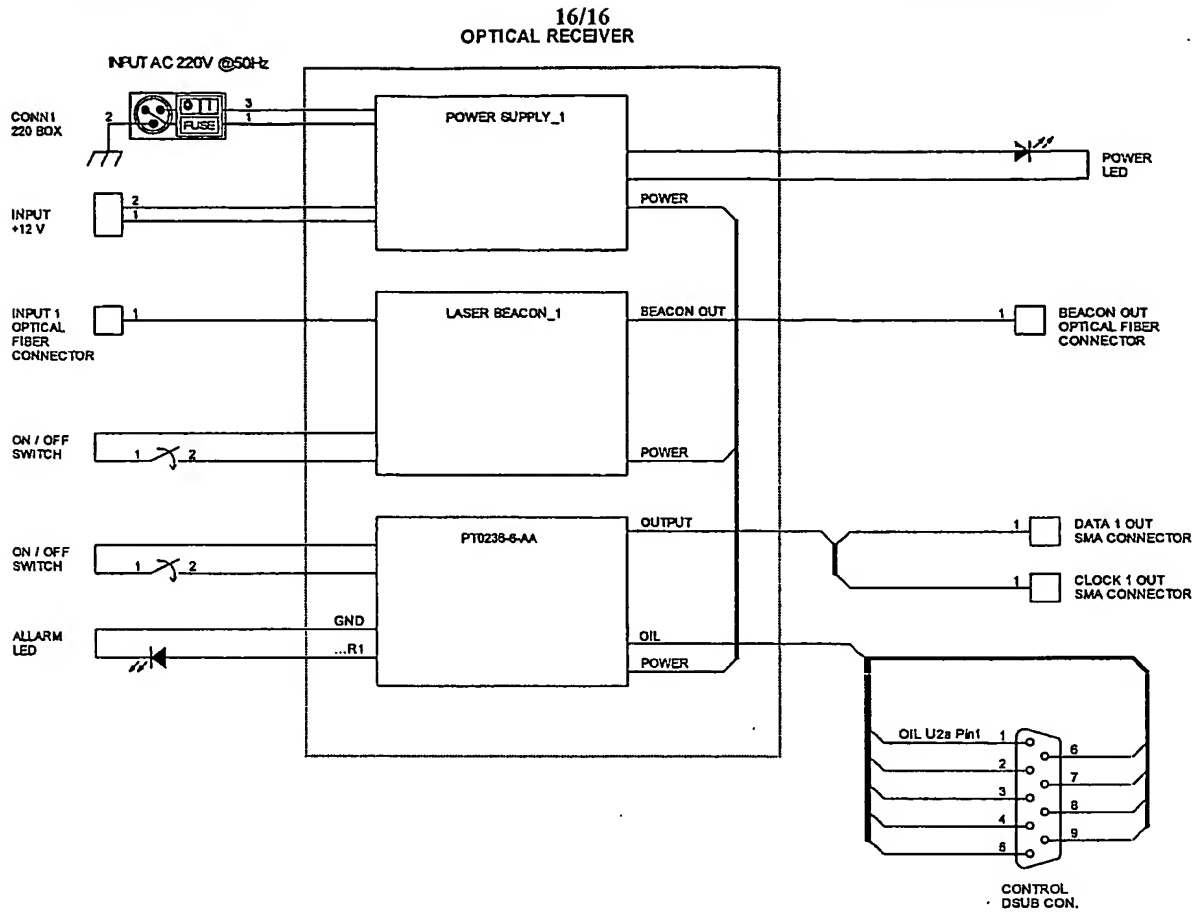 16/16
OPTICAL RECEIVER
INPUT AC 220V @50Hz
CONN1
220 BOX
2
3
1
FUSE
POWER SUPPLY_1
POWER
LED
INPUT
+12 V
2
1
POWER
INPUT 1
OPTICAL
FIBER
CONNECTOR
1
LASER BEACON_1
BEACON OUT
1
BEACON OUT
OPTICAL FIBER
CONNECTOR
ON / OFF
SWITCH
1
2
POWER
ON / OFF
SWITCH
1
2
PT0236-6-AA
OUTPUT
1
DATA 1 OUT
SMA CONNECTOR
1
CLOCK 1 OUT
SMA CONNECTOR
ALLARM
LED
GND
...R1
OIL
POWER
OIL U2a Pin1
1
2
3
4
5
6
7
8
9
CONTROL
DSUB CON.